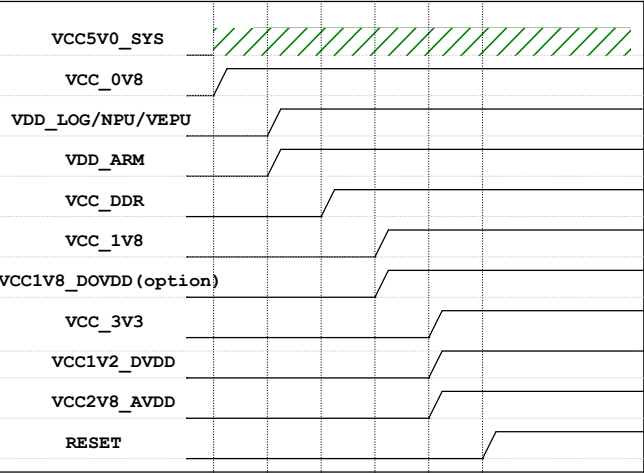 VCC5V0_SYS
VCC_0V8
VDD_LOG/NPU/VEPU
VDD_ARM
VCC_DDR
VCC_1V8
VCC1V8_DOVDD(option)
VCC_3V3
VCC1V2_DVDD
VCC2V8_AVDD
RESET